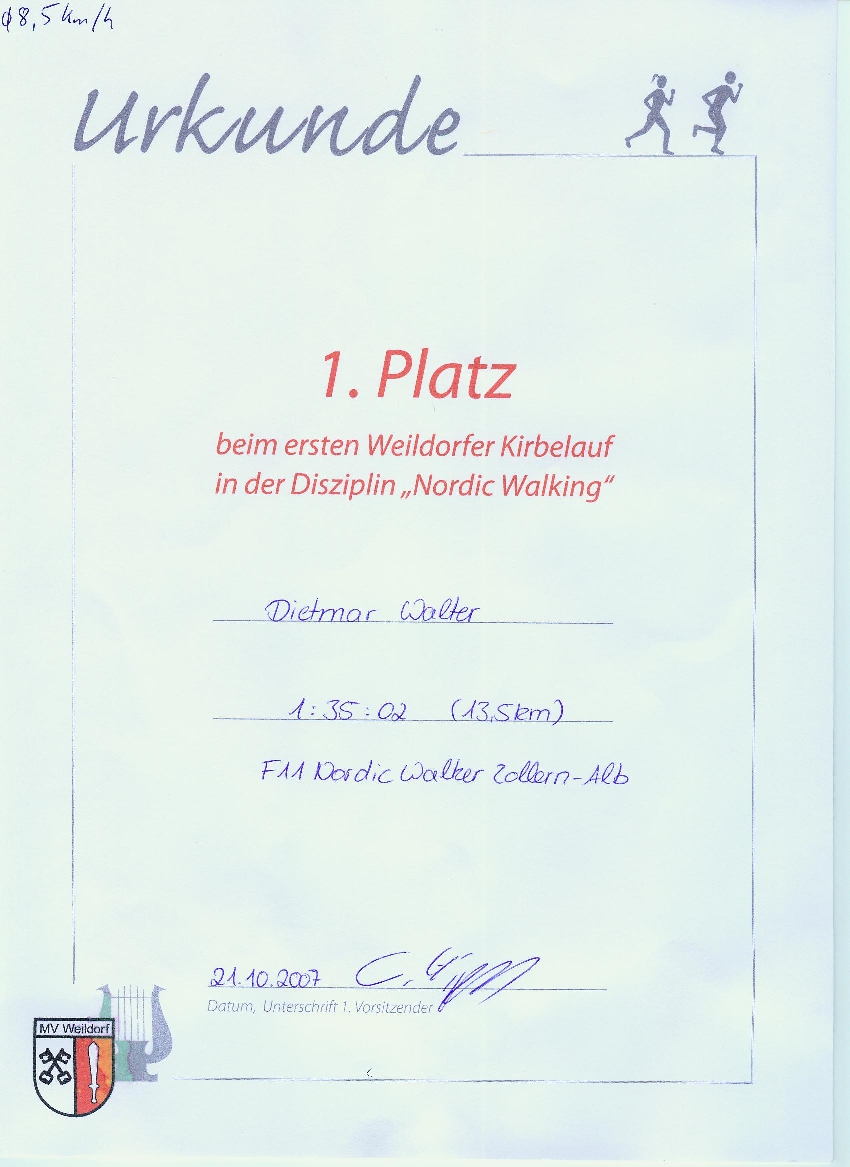 ϕ 8,5 km/h
Urkunde
1. Platz
beim ersten Weildorfer Kirbelauf
in der Disziplin „Nordic Walking“
Dietmar Walter
1:35:02 (13,5km)
F11 Nordic Walker Zollern-Alb
21.10.2007
Datum, Unterschrift 1. Vorsitzender
MV Weildorf